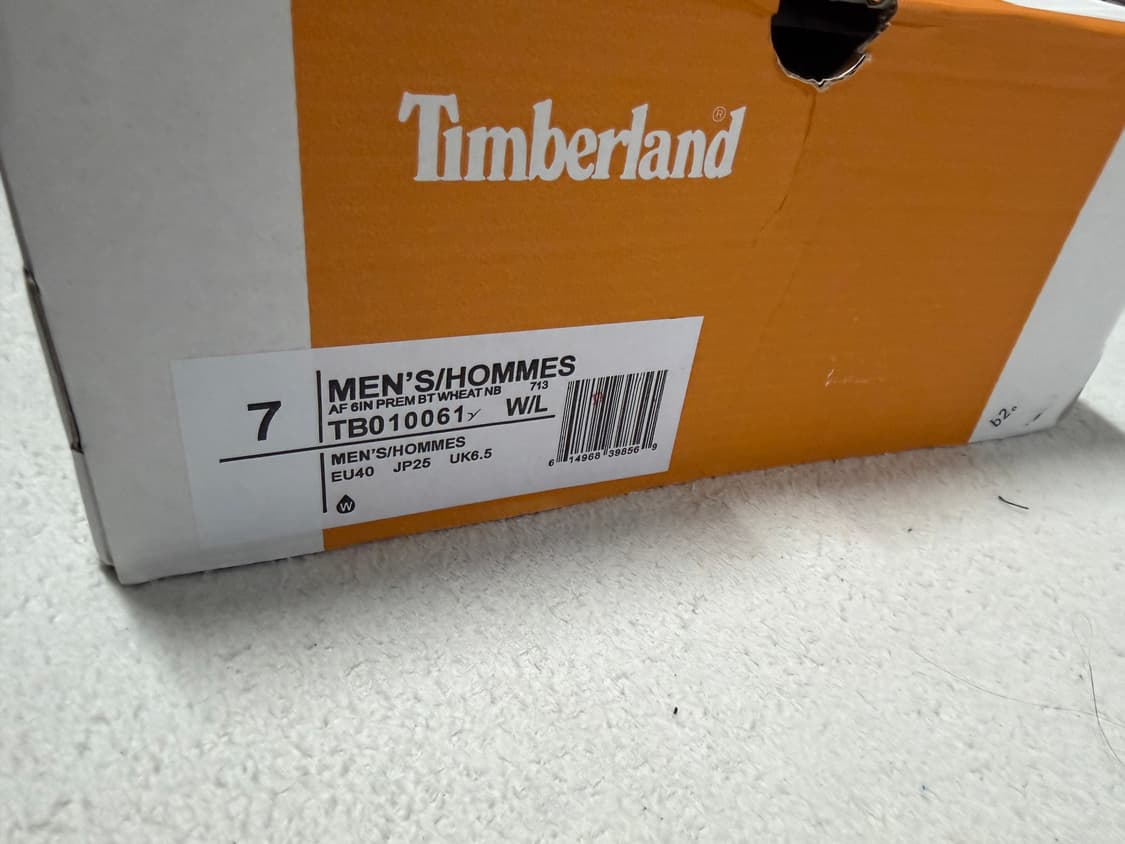 Timberland®
7
MEN'S/HOMMES
AF 6IN PREM BT WHEAT NB 713
TB010061 W/L
MEN'S/HOMMES
EU40 JP25 UK6.5
W
6 14968 39856 9